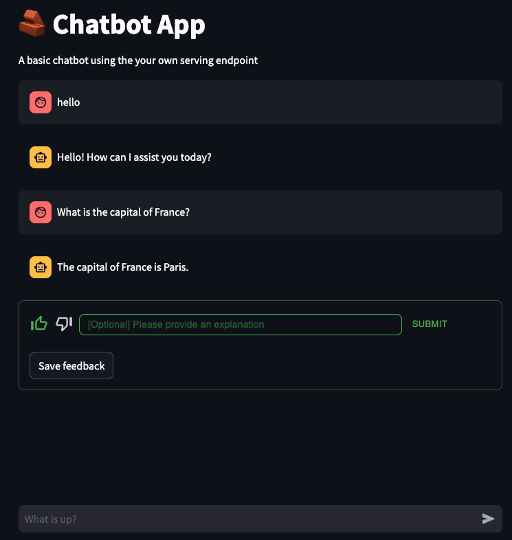 Chatbot App
A basic chatbot using the your own serving endpoint
hello
Hello! How can I assist you today?
What is the capital of France?
The capital of France is Paris.
[Optional] Please provide an explanation SUBMIT
Save feedback
What is up?